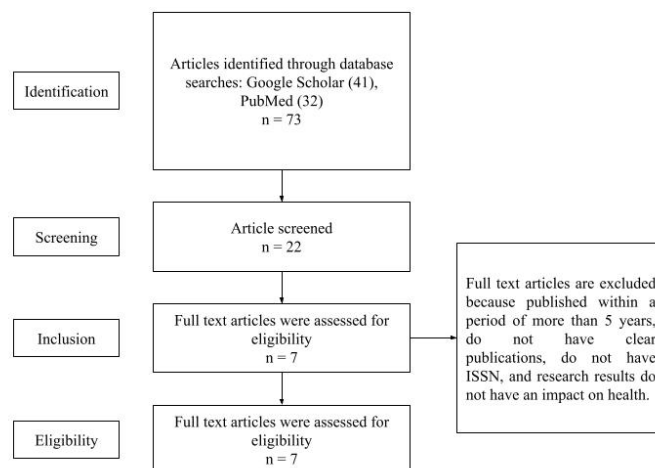 Identification
Articles identified through database
searches: Google Scholar (41),
PubMed (32)
n = 73
Screening
Article screened
n = 22
Inclusion
Full text articles were assessed for
eligibility
n = 7
Full text articles are excluded
because published within a
period of more than 5 years,
do not have clear
publications, do not have
ISSN, and research results do
not have an impact on health.
Eligibility
Full text articles were assessed for
eligibility
n = 7